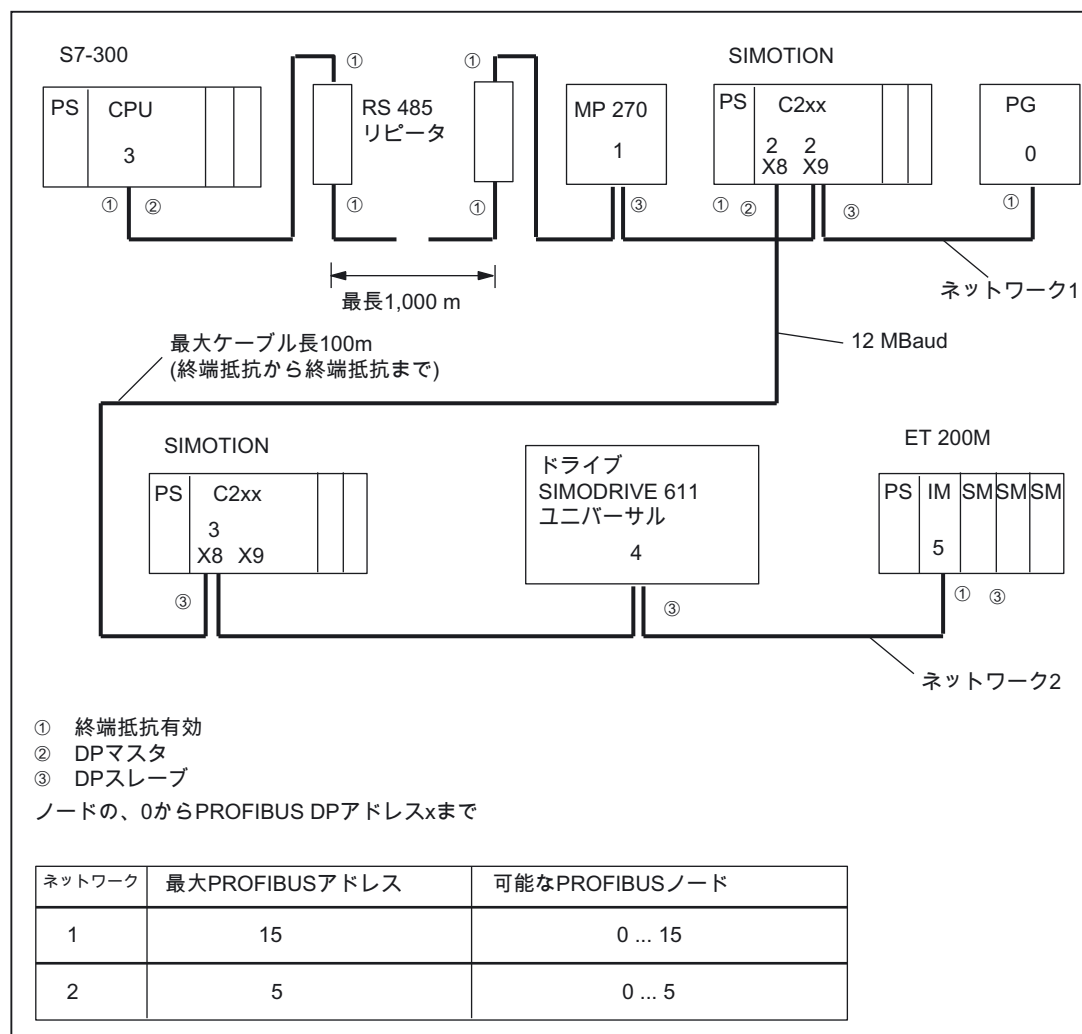 S7-300
① ① SIMOTION
PS CPU 3
RS 485
リピータ
MP 270
1
PS C2xx
2 2
X8 X9
PG
0
① ② ① ① ③ ① ② ③ ①
最長1,000 m
ネットワーク1
最大ケーブル長100m
(終端抵抗から終端抵抗まで)
12 MBaud
SIMOTION
PS C2xx
3
X8 X9
ドライブ
SIMODRIVE 611
ユニバーサル
4
ET 200M
PS IM SM SM SM
5
③ ③ ① ③
ネットワーク2
① 終端抵抗有効
② DPマスタ
③ DPスレーブ
ノードの、0からPROFIBUS DPアドレスxまで
ネットワーク 最大PROFIBUSアドレス 可能なPROFIBUSノード
1 15 0 ... 15
2 5 0 ... 5